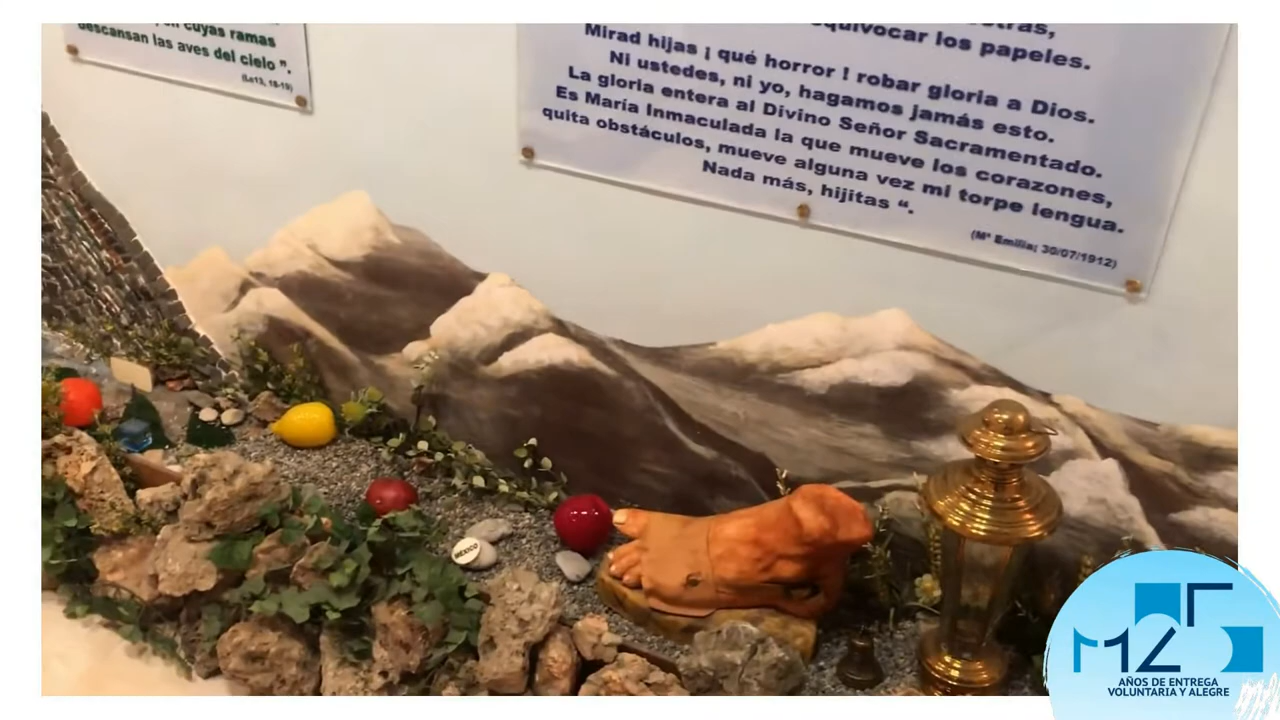 en cuyas ramas
descansan las aves del cielo ”.
(Lc13, 18-19)
equivocar los papeles.
Mirad hijas ¡ qué horror ! robar gloria a Dios.
Ni ustedes, ni yo, hagamos jamás esto.
La gloria entera al Divino Señor Sacramentado.
Es María Inmaculada la que mueve los corazones,
quita obstáculos, mueve alguna vez mi torpe lengua.
Nada más, hijitas “.
(Mª Emilia; 30/07/1912)
MÉXICO
125
AÑOS DE ENTREGA
VOLUNTARIA Y ALEGRE